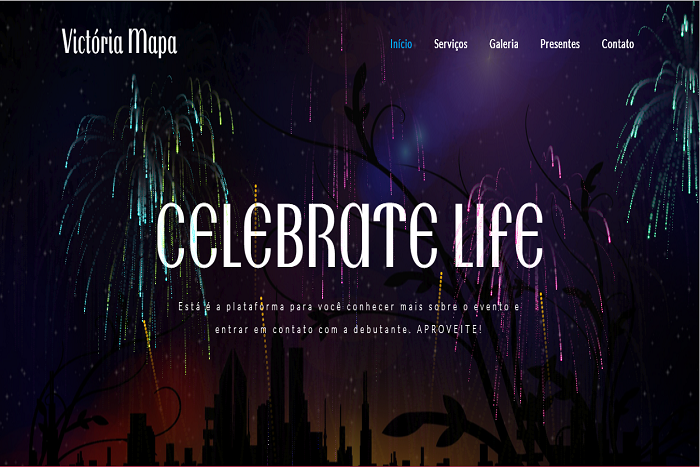 Victória Mapa
Início
Serviços
Galeria
Presentes
Contato
CELEBRATE LIFE
Está é a plataforma para você conhecer mais sobre o evento e
entrar em contato com a debutante. APROVEITE!